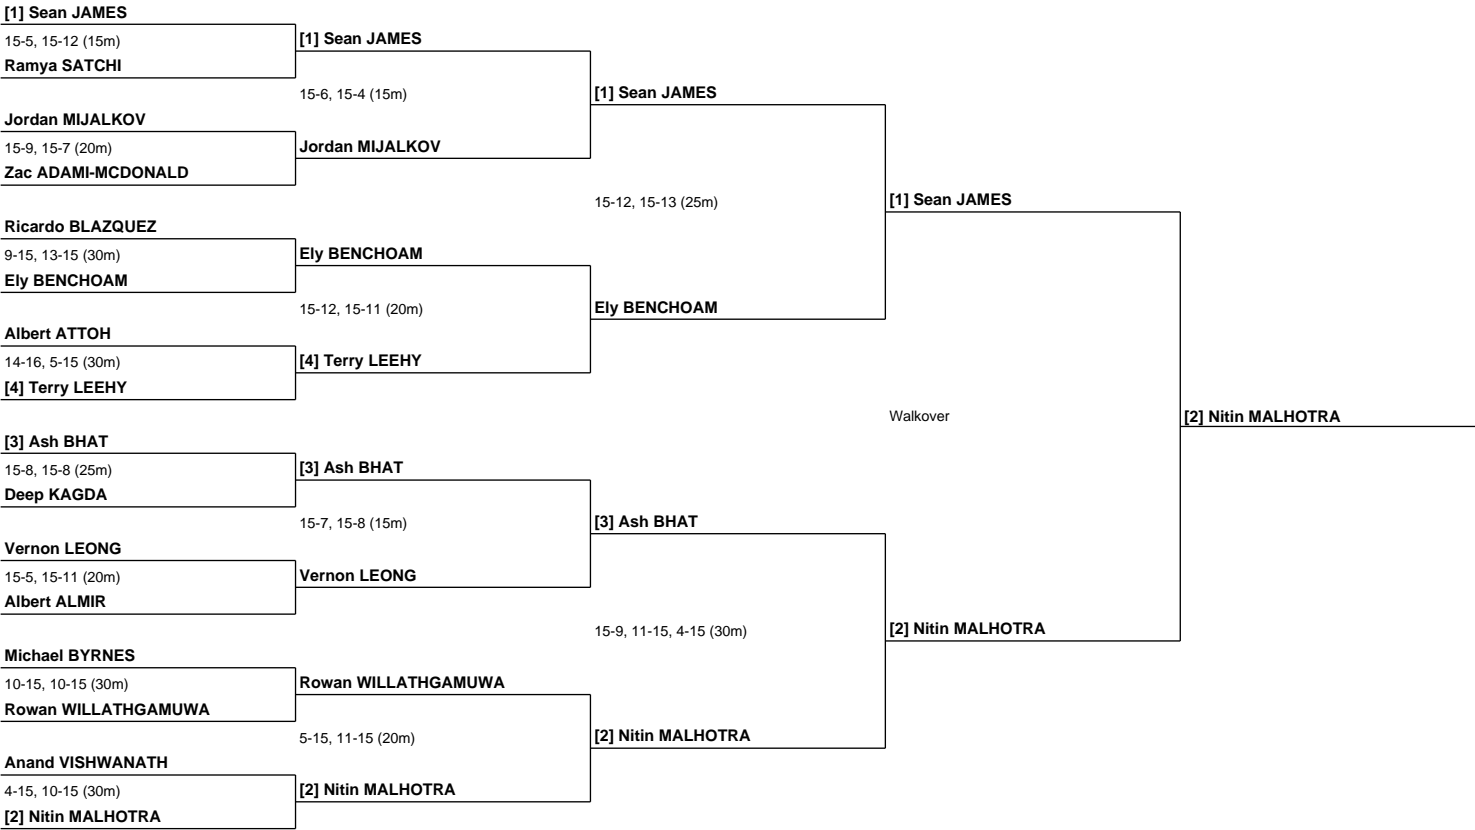 [1] Sean JAMES
15-5, 15-12 (15m)
[1] Sean JAMES
Ramya SATCHI
15-6, 15-4 (15m)
[1] Sean JAMES
Jordan MIJALKOV
15-9, 15-7 (20m)
Jordan MIJALKOV
Zac ADAMI-MCDONALD
15-12, 15-13 (25m)
[1] Sean JAMES
Ricardo BLAZQUEZ
9-15, 13-15 (30m)
Ely BENCHOAM
Ely BENCHOAM
15-12, 15-11 (20m)
Ely BENCHOAM
Albert ATTOH
14-16, 5-15 (30m)
[4] Terry LEEHY
[4] Terry LEEHY
Walkover
[2] Nitin MALHOTRA
[3] Ash BHAT
15-8, 15-8 (25m)
[3] Ash BHAT
Deep KAGDA
15-7, 15-8 (15m)
[3] Ash BHAT
Vernon LEONG
15-5, 15-11 (20m)
Vernon LEONG
Albert ALMIR
15-9, 11-15, 4-15 (30m)
[2] Nitin MALHOTRA
Michael BYRNES
10-15, 10-15 (30m)
Rowan WILLATHGAMUWA
Rowan WILLATHGAMUWA
5-15, 11-15 (20m)
[2] Nitin MALHOTRA
Anand VISHWANATH
4-15, 10-15 (30m)
[2] Nitin MALHOTRA
[2] Nitin MALHOTRA